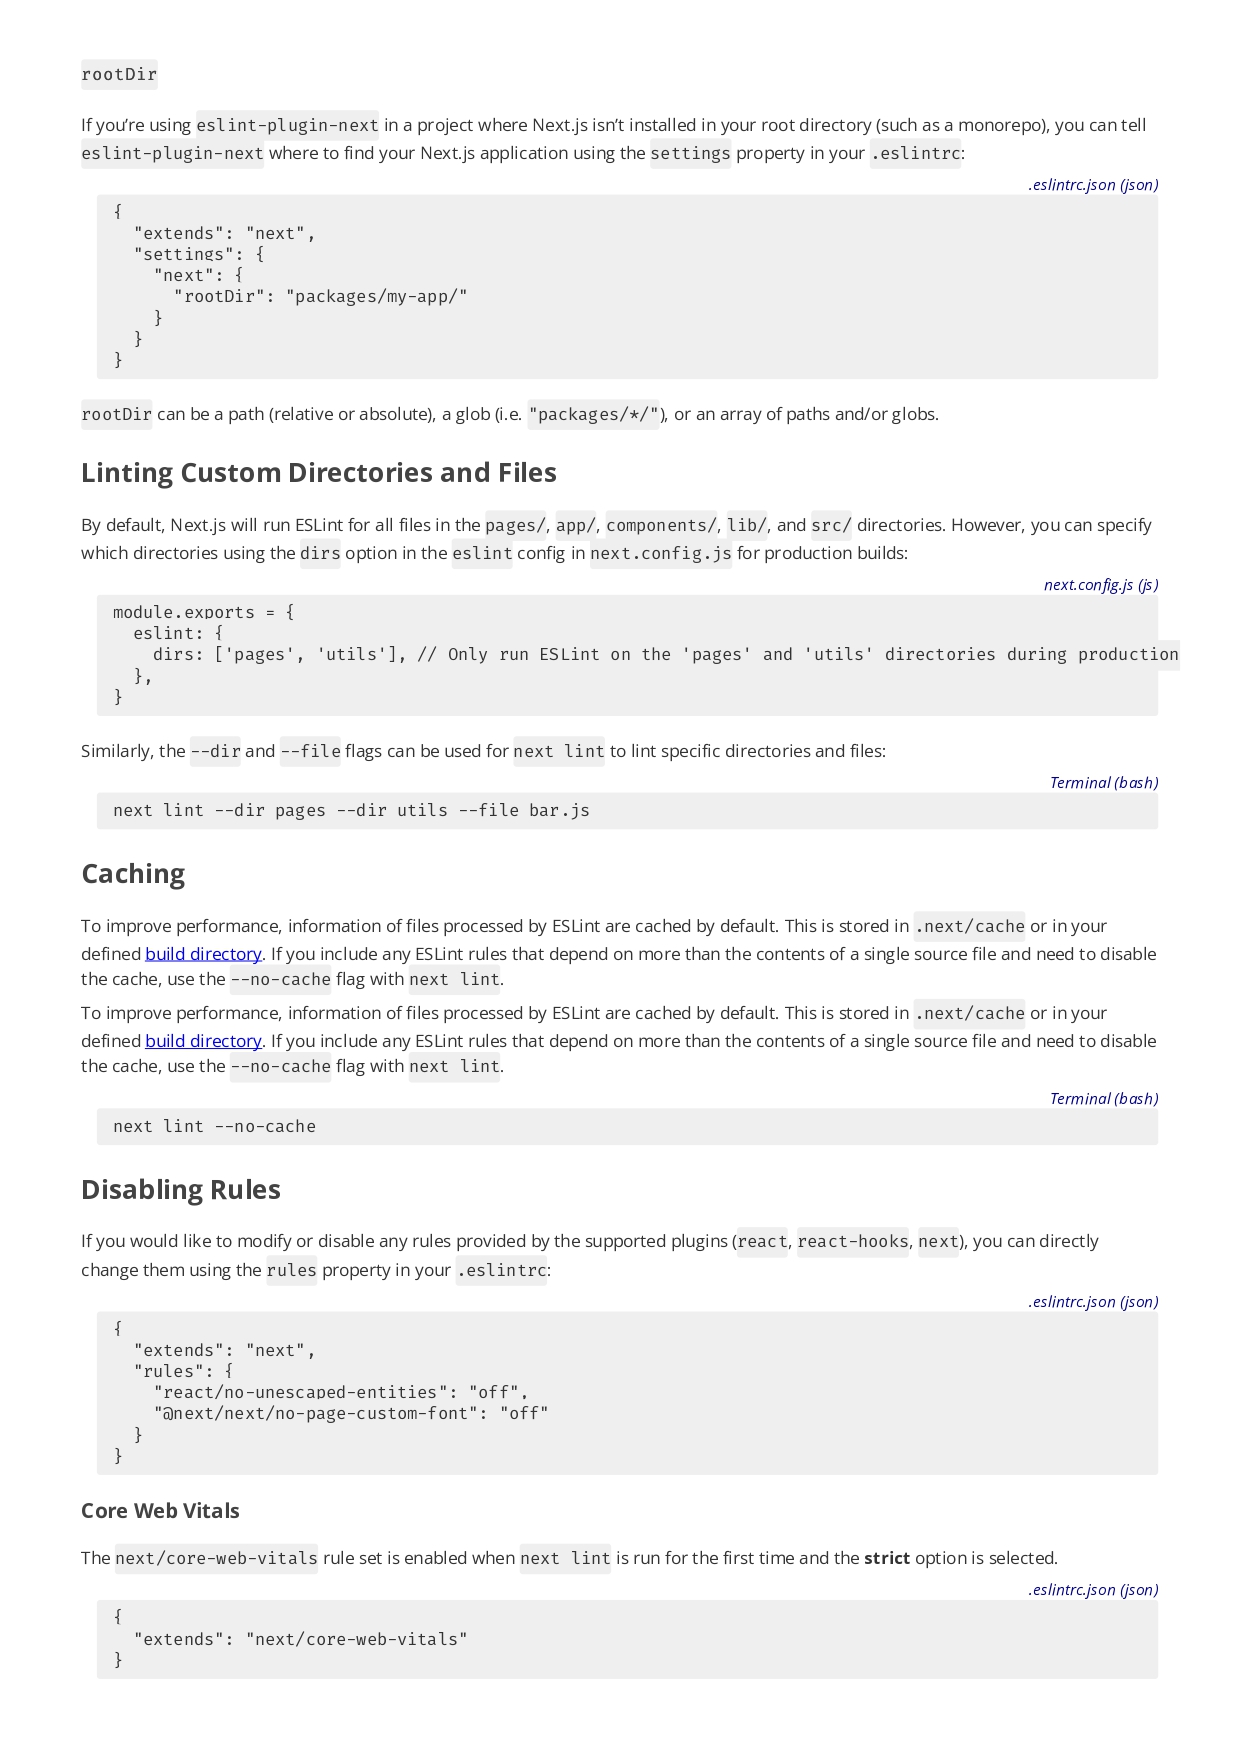 rootDir
If you’re using eslint-plugin-next in a project where Next.js isn’t installed in your root directory (such as a monorepo), you can tell
eslint-plugin-next where to find your Next.js application using the settings property in your .eslintrc:
.eslintrc.json (json)
{
  "extends": "next",
  "settings": {
    "next": {
      "rootDir": "packages/my-app/"
    }
  }
}
rootDir can be a path (relative or absolute), a glob (i.e. "packages/*/"), or an array of paths and/or globs.
Linting Custom Directories and Files
By default, Next.js will run ESLint for all files in the pages/, app/, components/, lib/, and src/ directories. However, you can specify
which directories using the dirs option in the eslint config in next.config.js for production builds:
next.config.js (js)
module.exports = {
  eslint: {
    dirs: ['pages', 'utils'], // Only run ESLint on the 'pages' and 'utils' directories during production
  },
}
Similarly, the --dir and --file flags can be used for next lint to lint specific directories and files:
Terminal (bash)
next lint --dir pages --dir utils --file bar.js
Caching
To improve performance, information of files processed by ESLint are cached by default. This is stored in .next/cache or in your
defined build directory. If you include any ESLint rules that depend on more than the contents of a single source file and need to disable
the cache, use the --no-cache flag with next lint.
To improve performance, information of files processed by ESLint are cached by default. This is stored in .next/cache or in your
defined build directory. If you include any ESLint rules that depend on more than the contents of a single source file and need to disable
the cache, use the --no-cache flag with next lint.
Terminal (bash)
next lint --no-cache
Disabling Rules
If you would like to modify or disable any rules provided by the supported plugins (react, react-hooks, next), you can directly
change them using the rules property in your .eslintrc:
.eslintrc.json (json)
{
  "extends": "next",
  "rules": {
    "react/no-unescaped-entities": "off",
    "@next/next/no-page-custom-font": "off"
  }
}
Core Web Vitals
The next/core-web-vitals rule set is enabled when next lint is run for the first time and the strict option is selected.
.eslintrc.json (json)
{
  "extends": "next/core-web-vitals"
}